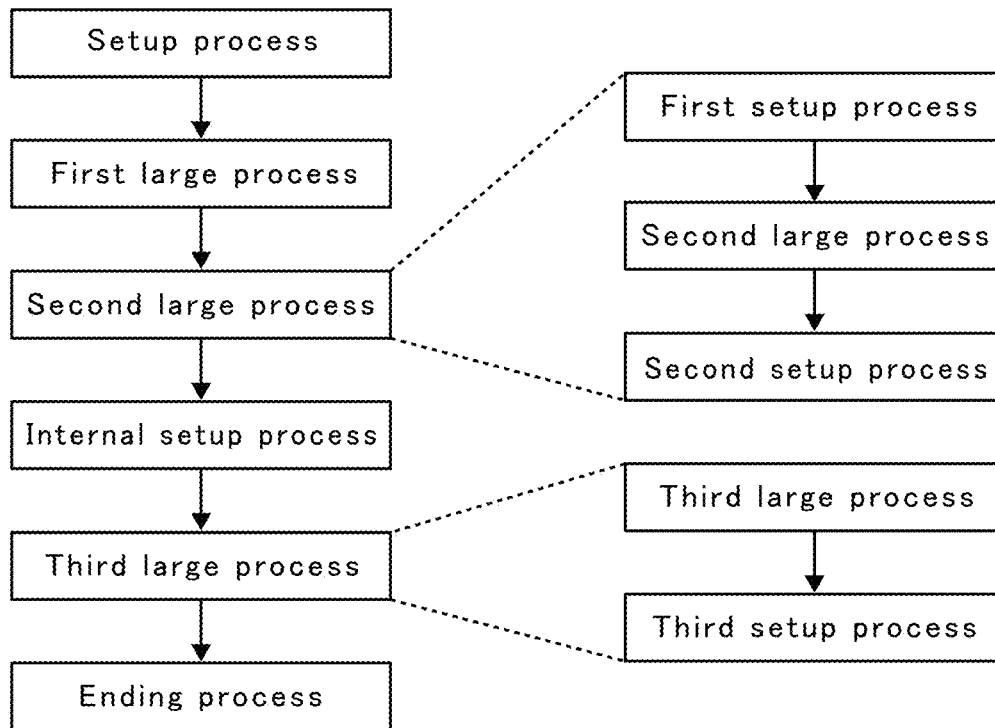 Setup process
First large process
Second large process
Internal setup process
Third large process
Ending process
First setup process
Second large process
Second setup process
Third large process
Third setup process